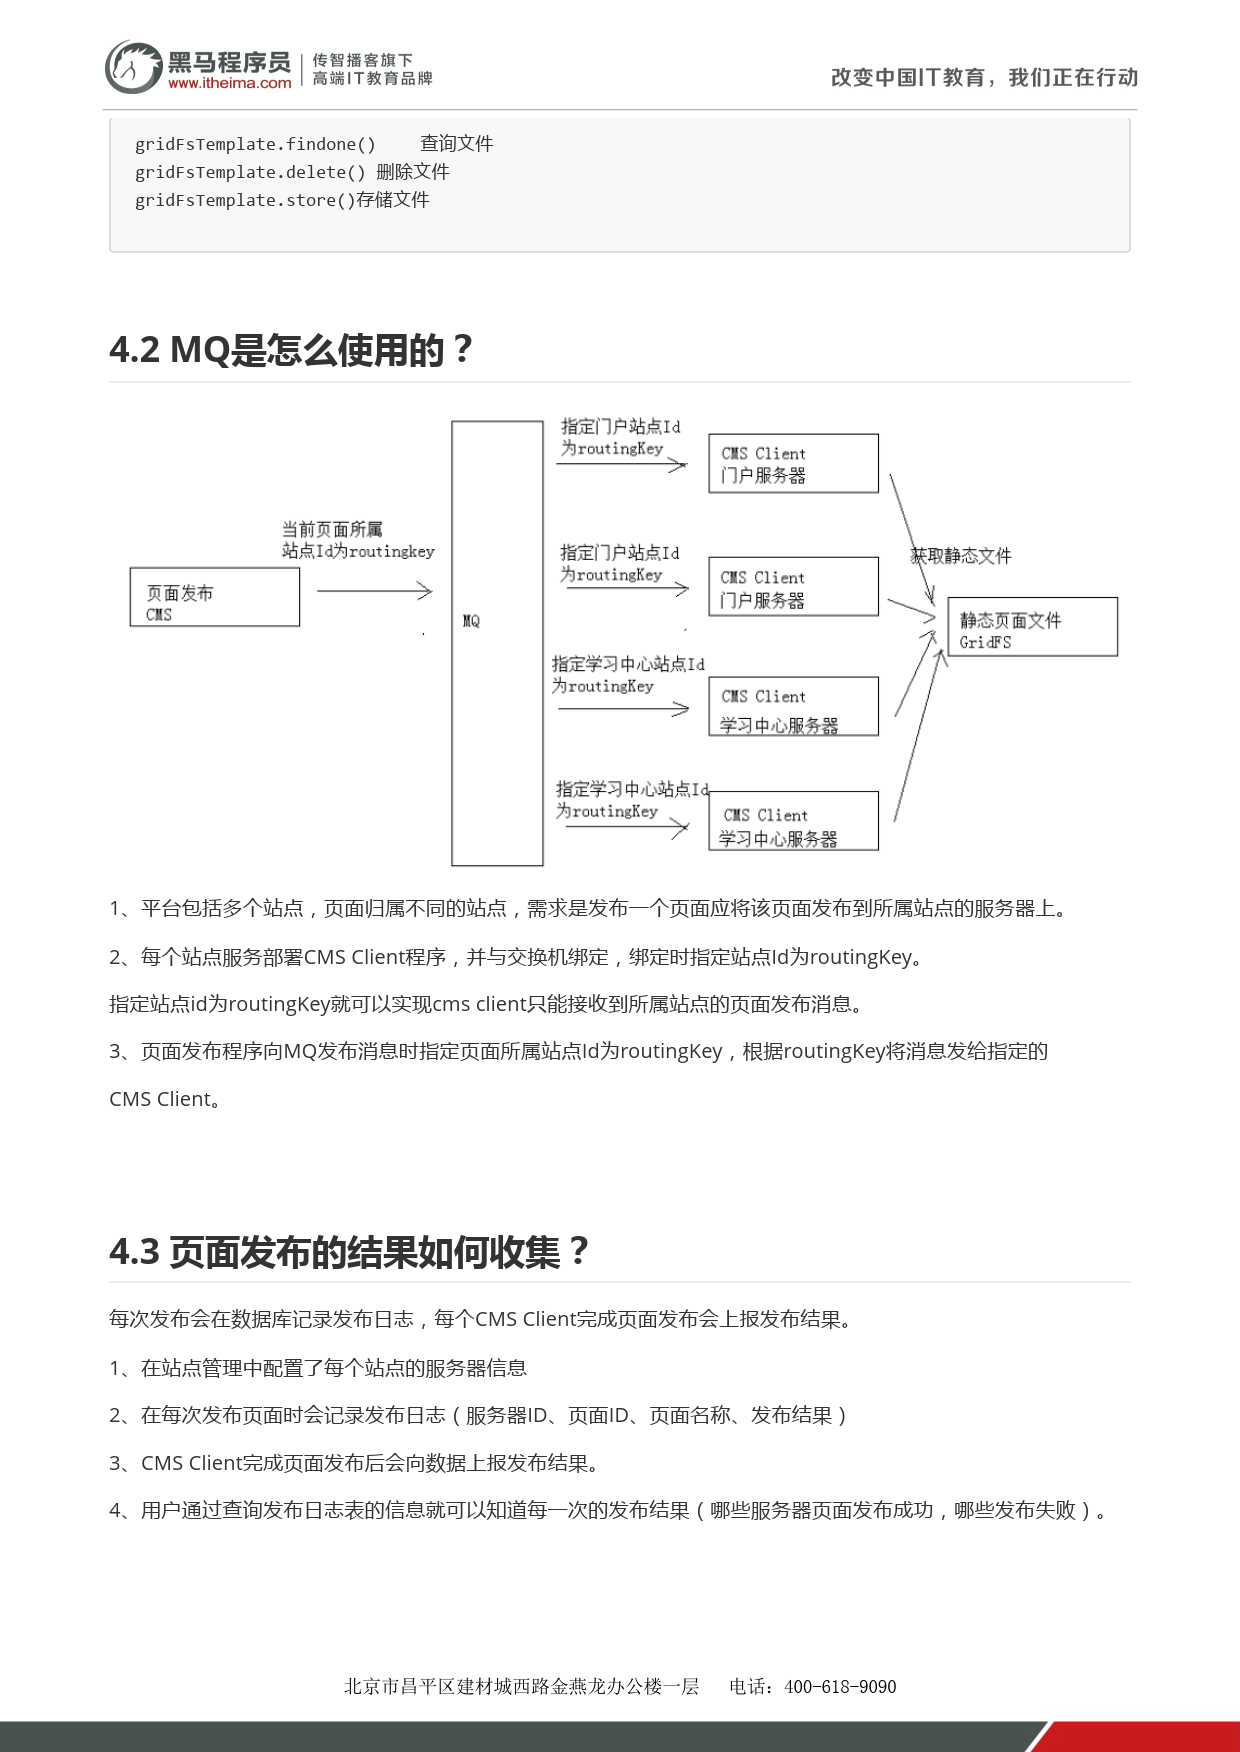 黑马程序员
www.itheima.com
传智播客旗下
高端IT教育品牌
改变中国IT教育，我们正在行动
gridFsTemplate.findone()    查询文件
gridFsTemplate.delete() 删除文件
gridFsTemplate.store()存储文件
4.2 MQ是怎么使用的？
页面发布
CMS
当前页面所属
站点Id为routingkey
MQ
指定门户站点Id
为routingKey
CMS Client
门户服务器
指定门户站点Id
为routingKey
CMS Client
门户服务器
指定学习中心站点Id
为routingKey
CMS Client
学习中心服务器
指定学习中心站点Id
为routingKey
CMS Client
学习中心服务器
获取静态文件
静态页面文件
GridFS
1、平台包括多个站点，页面归属不同的站点，需求是发布一个页面应将该页面发布到所属站点的服务器上。
2、每个站点服务部署CMS Client程序，并与交换机绑定，绑定时指定站点Id为routingKey。
指定站点id为routingKey就可以实现cms client只能接收到所属站点的页面发布消息。
3、页面发布程序向MQ发布消息时指定页面所属站点Id为routingKey，根据routingKey将消息发给指定的
CMS Client。
4.3 页面发布的结果如何收集？
每次发布会在数据库记录发布日志，每个CMS Client完成页面发布会上报发布结果。
1、在站点管理中配置了每个站点的服务器信息
2、在每次发布页面时会记录发布日志（服务器ID、页面ID、页面名称、发布结果）
3、CMS Client完成页面发布后会向数据上报发布结果。
4、用户通过查询发布日志表的信息就可以知道每一次的发布结果（哪些服务器页面发布成功，哪些发布失败）。
北京市昌平区建材城西路金燕龙办公楼一层    电话：400-618-9090